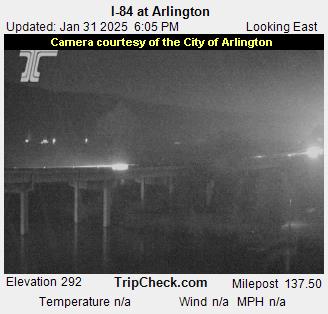 I-84 at Arlington
Updated: Jan 31 2025 6:05 PM Looking East
Camera courtesy of the City of Arlington
Elevation 292 TripCheck.com Milepost 137.50
Temperature n/a Wind n/a MPH n/a